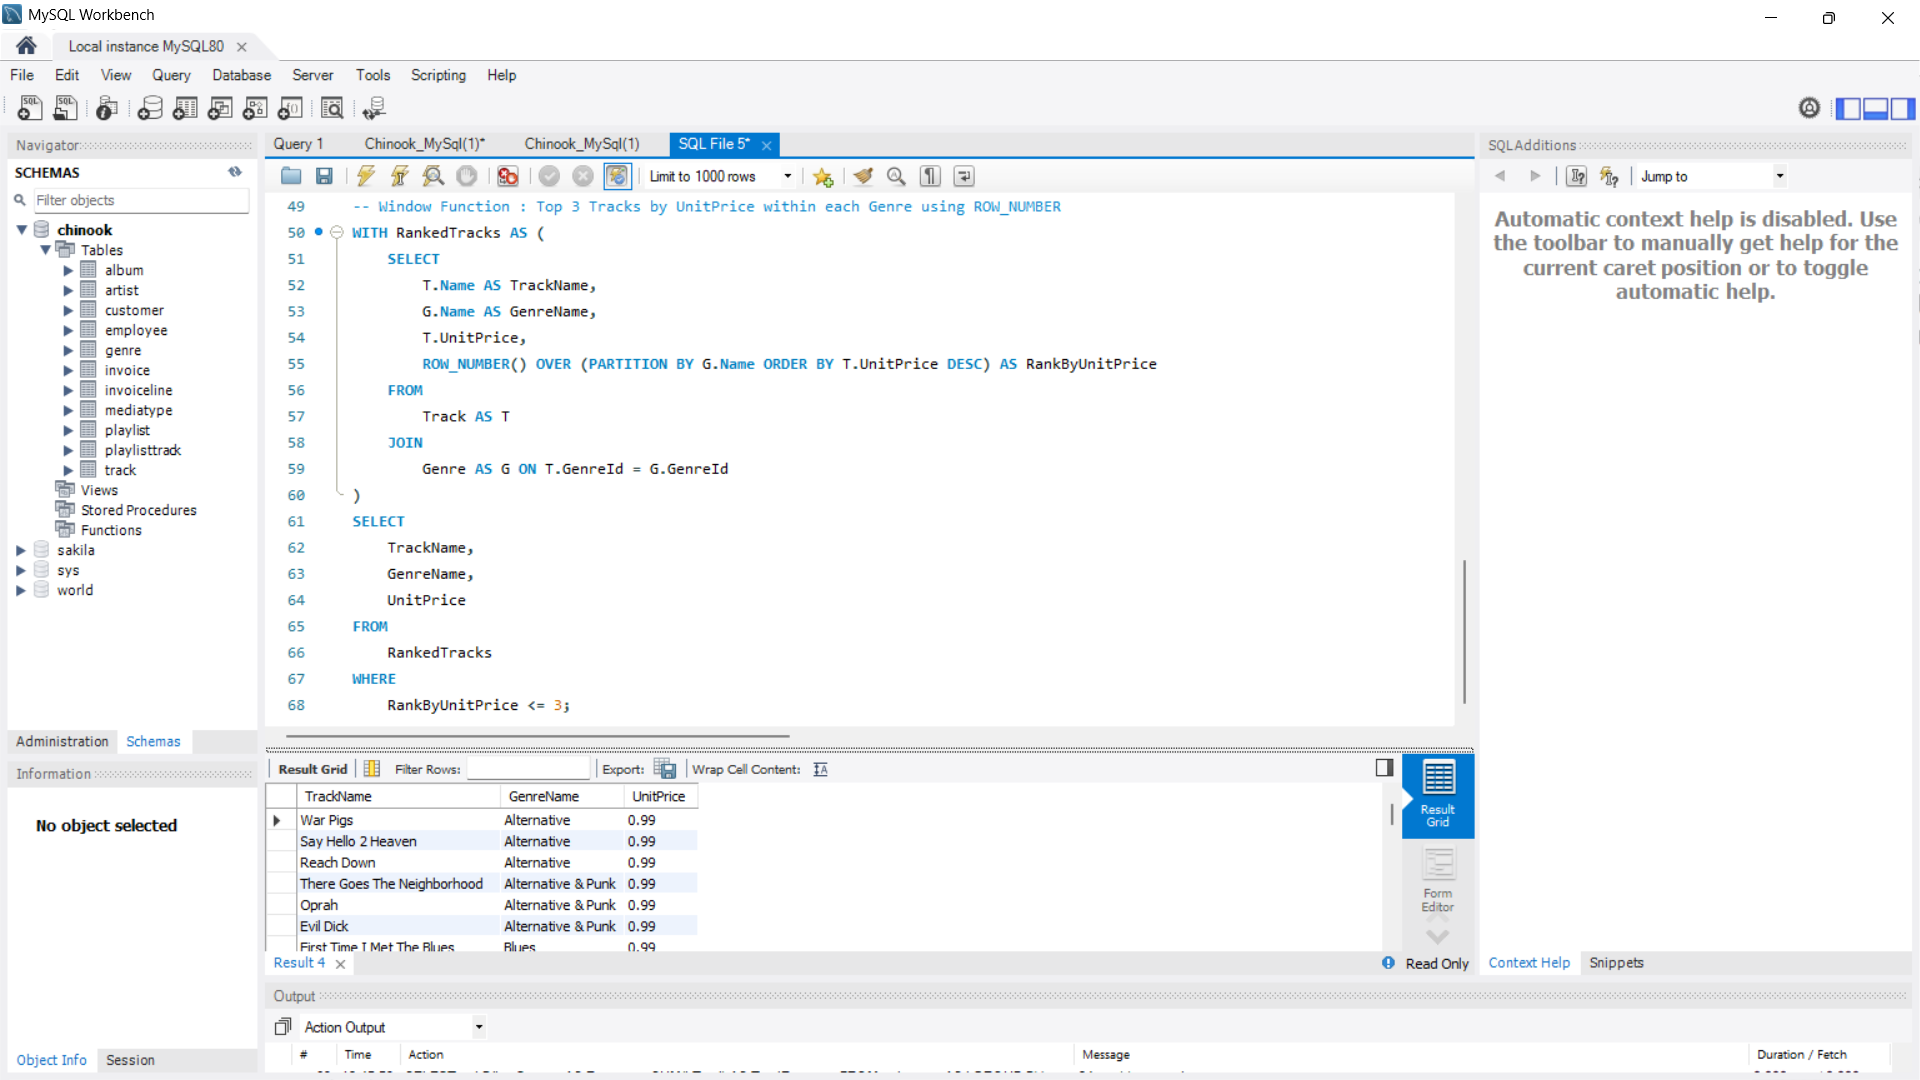 MySQL Workbench
Local instance MySQL80
File Edit View Query Database Server Tools Scripting Help
Navigator
SCHEMAS
Filter objects
chinook
Tables
album
artist
customer
employee
genre
invoice
invoiceline
mediatype
playlist
playlisttrack
track
Views
Stored Procedures
Functions
sakila
sys
world
Administration Schemas
Information
No object selected
Object Info Session
Query 1 Chinook_MySql(1)* Chinook_MySql(1) SQL File 5*
Limit to 1000 rows
49 -- Window Function : Top 3 Tracks by UnitPrice within each Genre using ROW_NUMBER
50 WITH RankedTracks AS (
51 SELECT
52 T.Name AS TrackName,
53 G.Name AS GenreName,
54 T.UnitPrice,
55 ROW_NUMBER() OVER (PARTITION BY G.Name ORDER BY T.UnitPrice DESC) AS RankByUnitPrice
56 FROM
57 Track AS T
58 JOIN
59 Genre AS G ON T.GenreId = G.GenreId
60 )
61 SELECT
62 TrackName,
63 GenreName,
64 UnitPrice
65 FROM
66 RankedTracks
67 WHERE
68 RankByUnitPrice <= 3;
Result Grid Filter Rows: Export: Wrap Cell Content:
TrackName GenreName UnitPrice
War Pigs Alternative 0.99
Say Hello 2 Heaven Alternative 0.99
Reach Down Alternative 0.99
There Goes The Neighborhood Alternative & Punk 0.99
Oprah Alternative & Punk 0.99
Evil Dick Alternative & Punk 0.99
First Time I Met The Blues Blues 0.99
Result
Grid
Form
Editor
Result 4
Read Only
SQLAdditions
Jump to
Automatic context help is disabled. Use
the toolbar to manually get help for the
current caret position or to toggle
automatic help.
Context Help Snippets
Output
Action Output
# Time Action Message Duration / Fetch